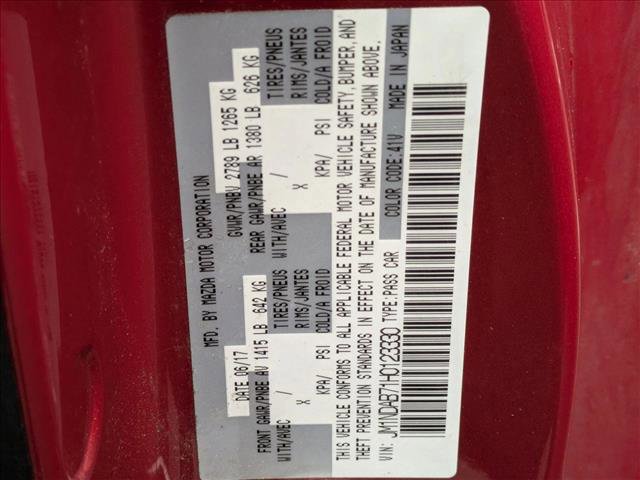 MFD. BY MAZDA MOTOR CORPORATION
DATE 06/17 GVWR/PNBV 2789 LB 1265 KG
FRONT GAWR/PNBE AV 1415 LB 642 KG REAR GAWR/PNBE AR 1380 LB 626 KG
WITH/AVEC TIRES/PNEUS WITH/AVEC TIRES/PNEUS
X / RIMS/JANTES X / RIMS/JANTES
KPA/ PSI COLD/A FROID KPA/ PSI COLD/A FROID
THIS VEHICLE CONFORMS TO ALL APPLICABLE FEDERAL MOTOR VEHICLE SAFETY, BUMPER, AND
THEFT PREVENTION STANDARDS IN EFFECT ON THE DATE OF MANUFACTURE SHOWN ABOVE.
VIN: JM1NDAB71H0123330 TYPE:PASS CAR COLOR CODE:41V MADE IN JAPAN